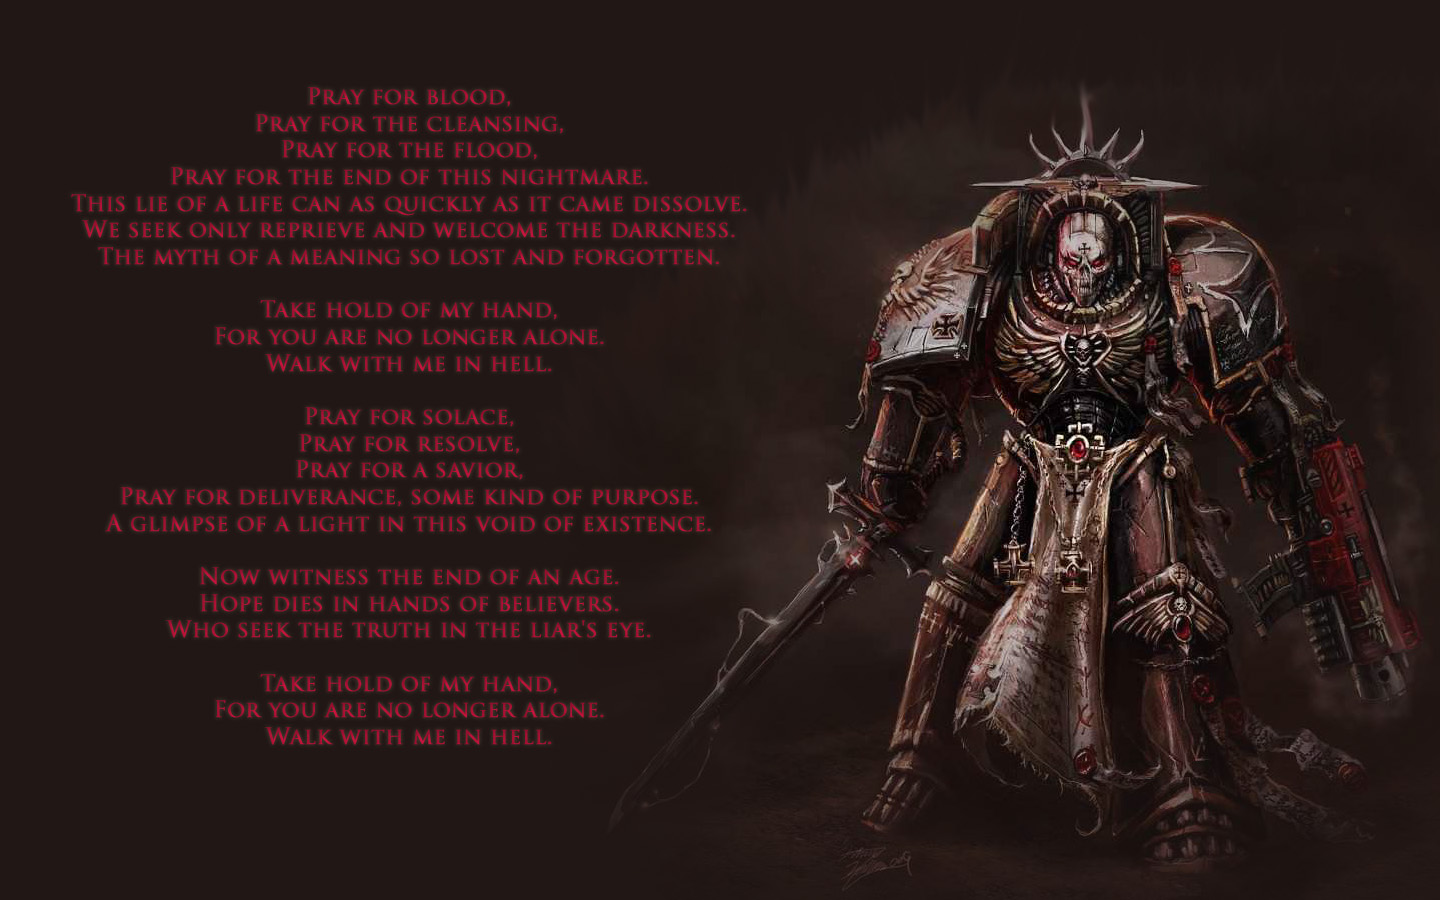 Pray for blood,
Pray for the cleansing,
Pray for the flood,
Pray for the end of this nightmare.
This lie of a life can as quickly as it came dissolve.
We seek only reprieve and welcome the darkness.
The myth of a meaning so lost and forgotten.
Take hold of my hand,
For you are no longer alone.
Walk with me in hell.
Pray for solace,
Pray for resolve,
Pray for a savior,
Pray for deliverance, some kind of purpose.
A glimpse of a light in this void of existence.
Now witness the end of an age.
Hope dies in hands of believers.
Who seek the truth in the liar's eye.
Take hold of my hand,
For you are no longer alone.
Walk with me in hell.